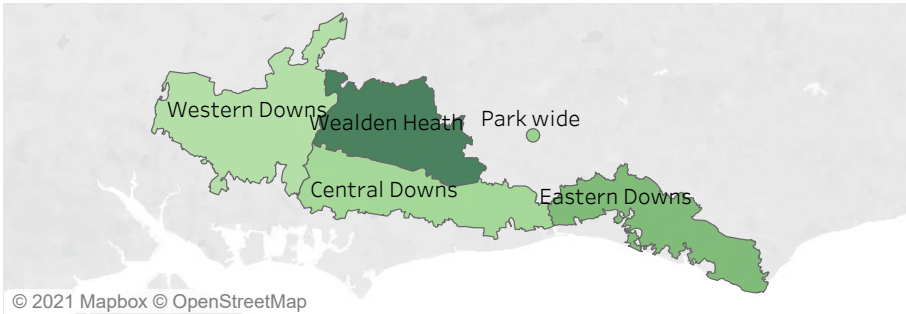 Western Downs
Wealden Heath
Park wide
Central Downs
Eastern Downs
© 2021 Mapbox © OpenStreetMap